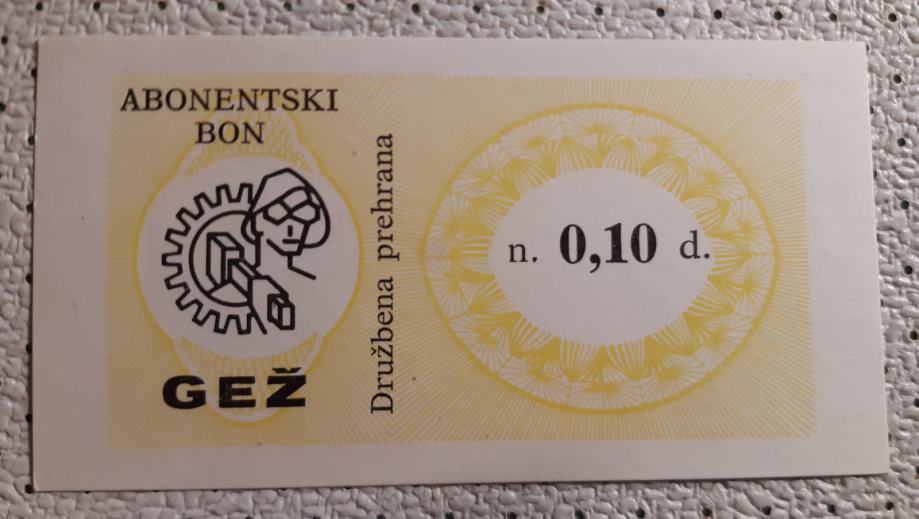 ABONENTSKI
BON
GEŽ
Družbena prehrana
n. 0,10 d.